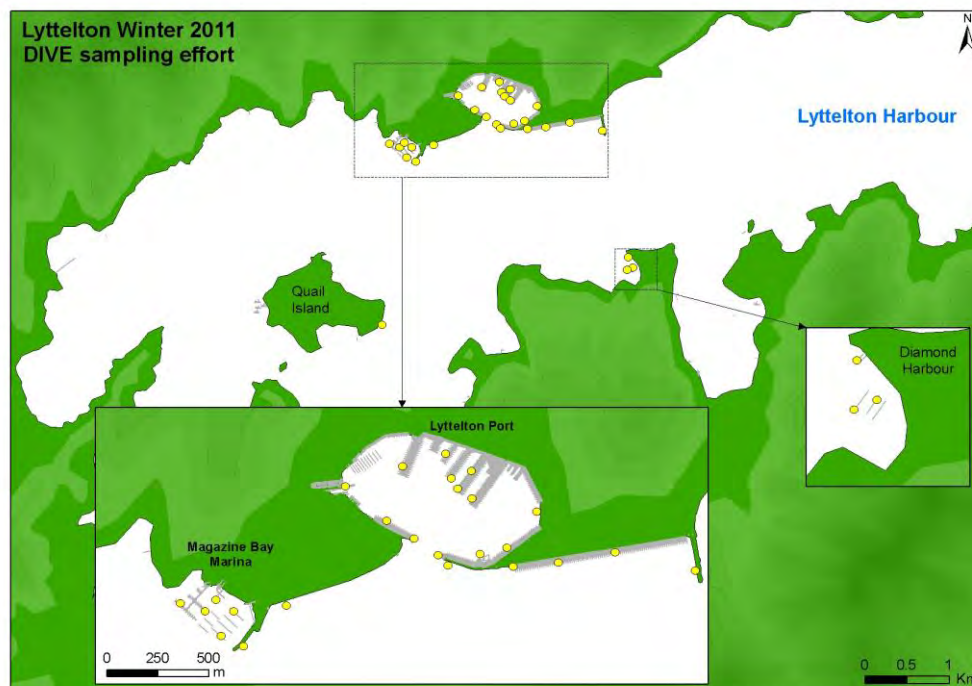 Lyttelton Winter 2011
DIVE sampling effort
N
Lyttelton Harbour
Quail
Island
Diamond
Harbour
Lyttelton Port
Magazine Bay
Marina
0 250 500
m
0 0.5 1
Km